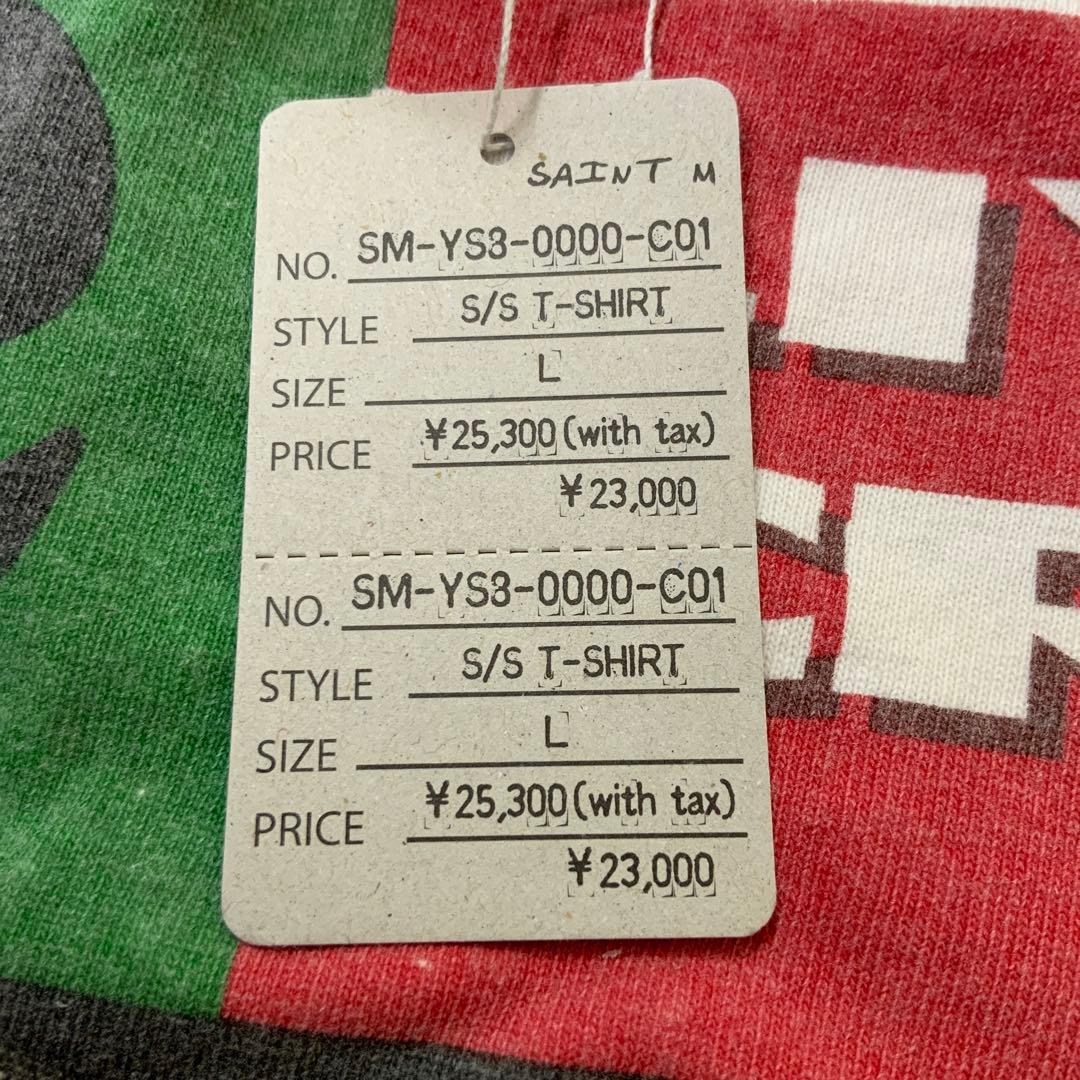 SAINT M
NO. SM-YS3-0000-C01
STYLE S/S T-SHIRT
SIZE L
PRICE ¥25,300(with tax)
¥23,000
NO. SM-YS3-0000-C01
STYLE S/S T-SHIRT
SIZE L
PRICE ¥25,300(with tax)
¥23,000